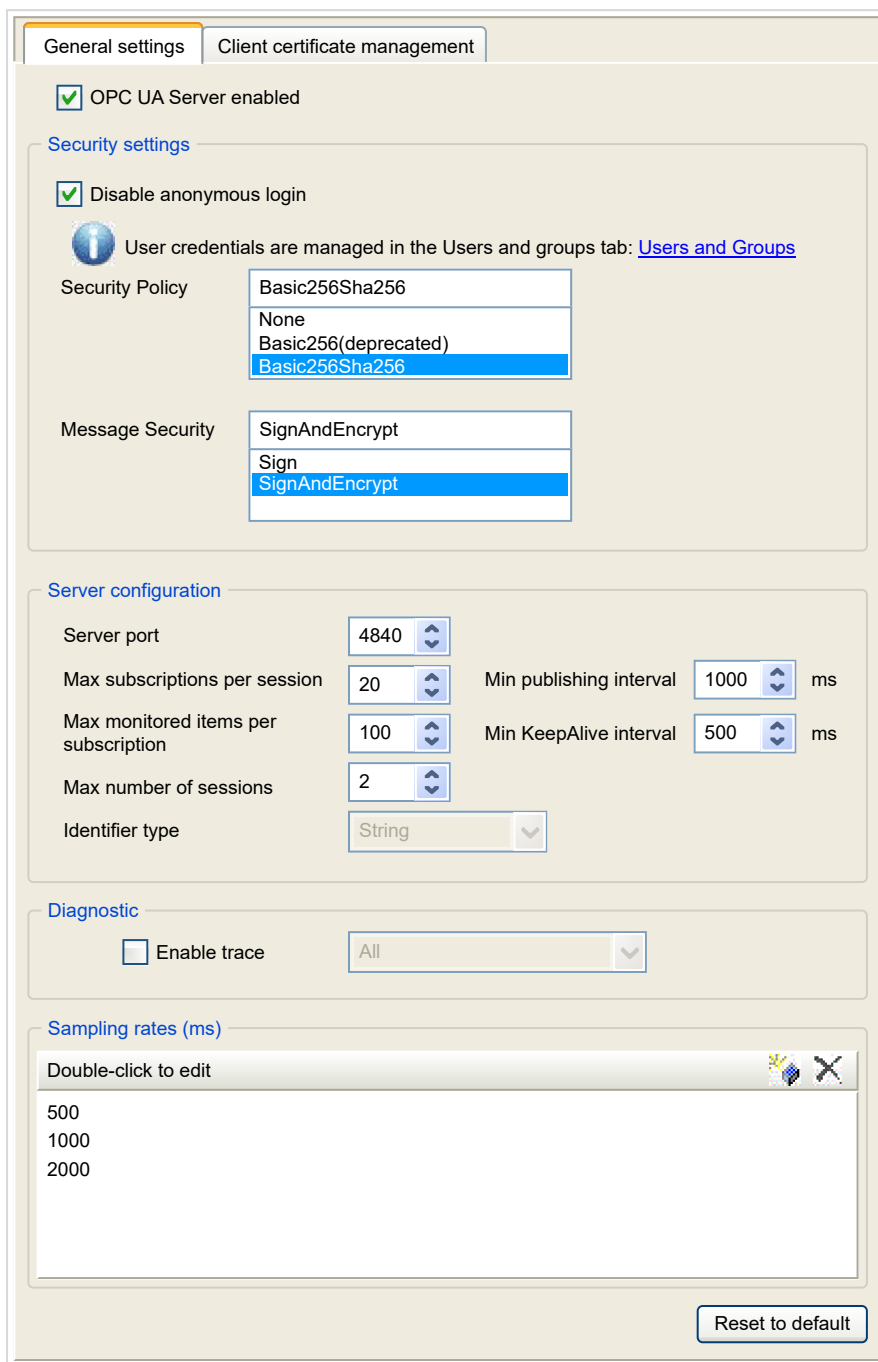 General settings
Client certificate management
OPC UA Server enabled
Security settings
Disable anonymous login
User credentials are managed in the Users and groups tab: Users and Groups
Security Policy
Basic256Sha256
None
Basic256(deprecated)
Basic256Sha256
Message Security
SignAndEncrypt
Sign
SignAndEncrypt
Server configuration
Server port
4840
Max subscriptions per session
20
Min publishing interval
1000
ms
Max monitored items per
subscription
100
Min KeepAlive interval
500
ms
Max number of sessions
2
Identifier type
String
Diagnostic
Enable trace
All
Sampling rates (ms)
Double-click to edit
500
1000
2000
Reset to default